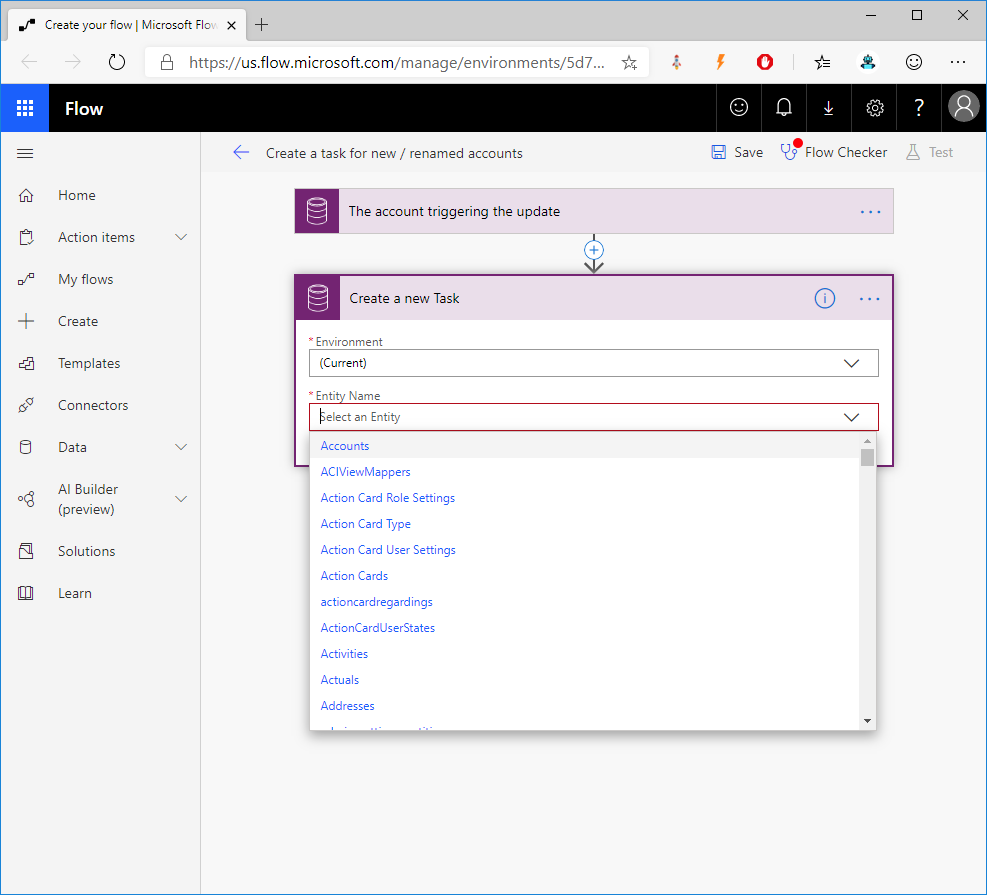 Create your flow | Microsoft Flow
https://us.flow.microsoft.com/manage/environments/5d7...
Flow
?
Create a task for new / renamed accounts
Save
Flow Checker
Test
Home
Action items
My flows
Create
Templates
Connectors
Data
AI Builder
(preview)
Solutions
Learn
The account triggering the update
Create a new Task
* Environment
(Current)
* Entity Name
Select an Entity
Accounts
ACIViewMappers
Action Card Role Settings
Action Card Type
Action Card User Settings
Action Cards
actioncardregardings
ActionCardUserStates
Activities
Actuals
Addresses